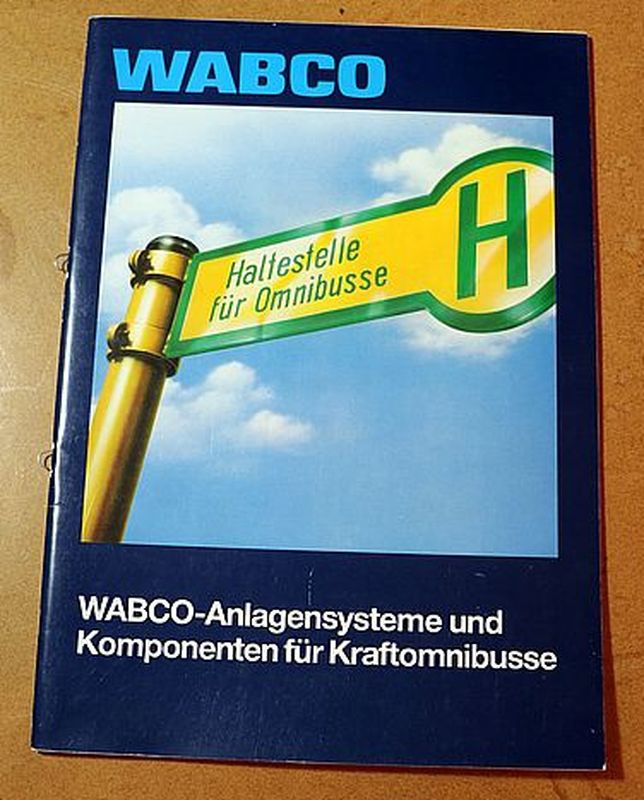 WABCO
Haltestelle
für Omnibusse
H
WABCO-Anlagensysteme und
Komponenten für Kraftomnibusse